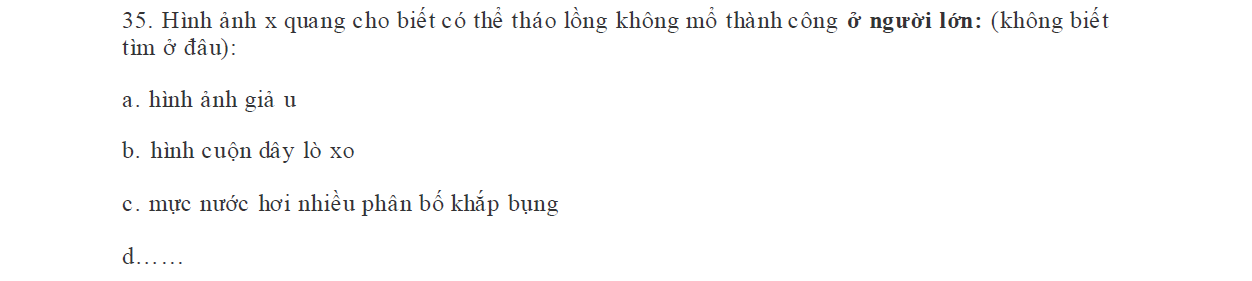 35. Hình ảnh x quang cho biết có thể tháo lồng không mổ thành công ở người lớn: (không biết
tìm ở đâu):
a. hình ảnh giả u
b. hình cuộn dây lò xo
c. mực nước hơi nhiều phân bố khắp bụng
d……